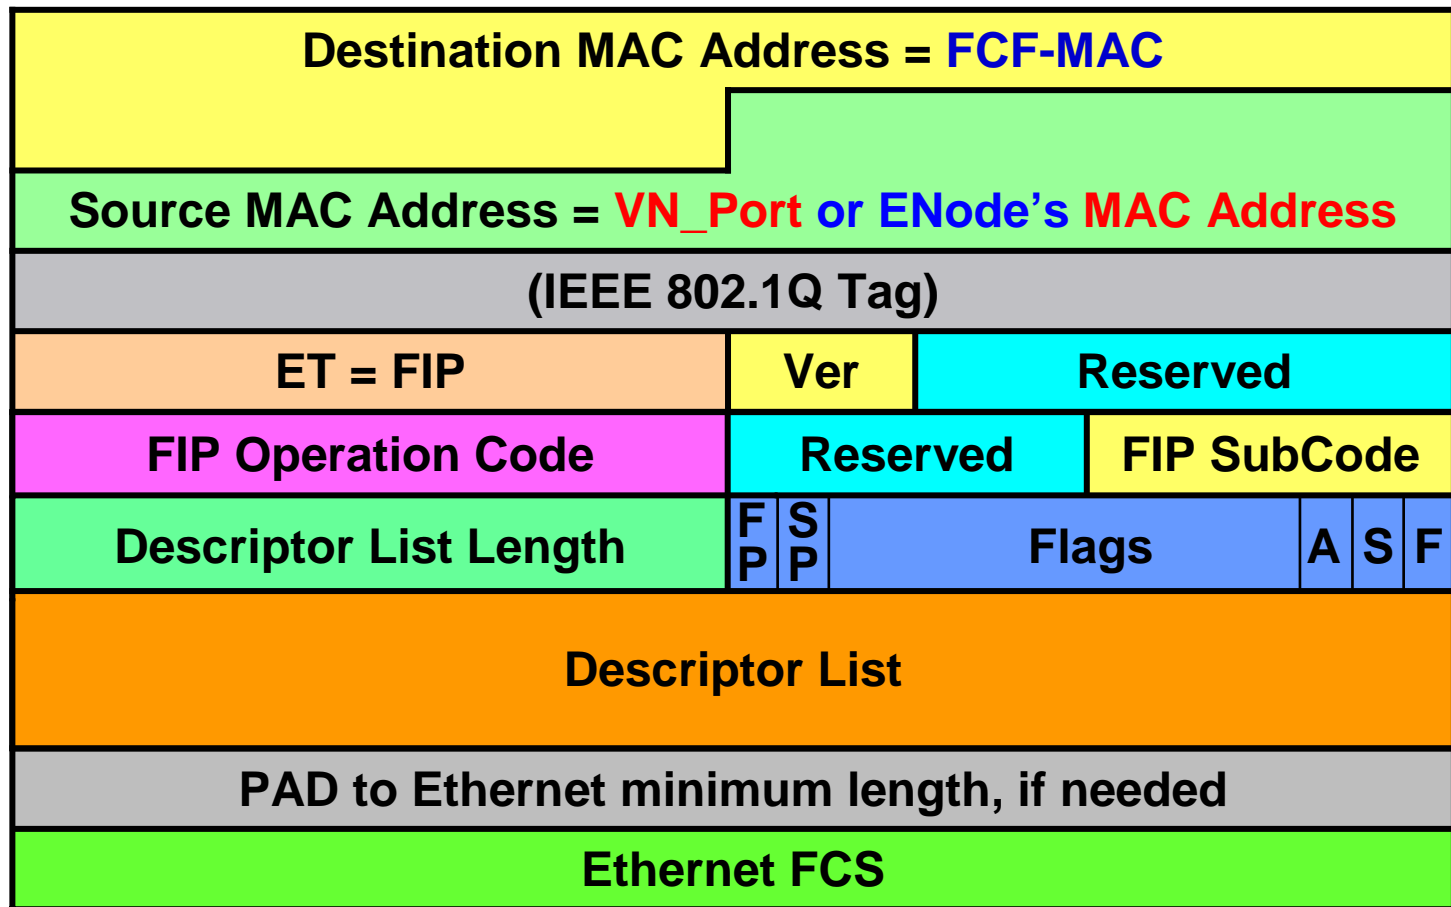 Destination MAC Address = FCF-MAC
Source MAC Address = VN_Port or ENode’s MAC Address
(IEEE 802.1Q Tag)
ET = FIP Ver Reserved
FIP Operation Code Reserved FIP SubCode
Descriptor List Length FP SP Flags A S F
Descriptor List
PAD to Ethernet minimum length, if needed
Ethernet FCS